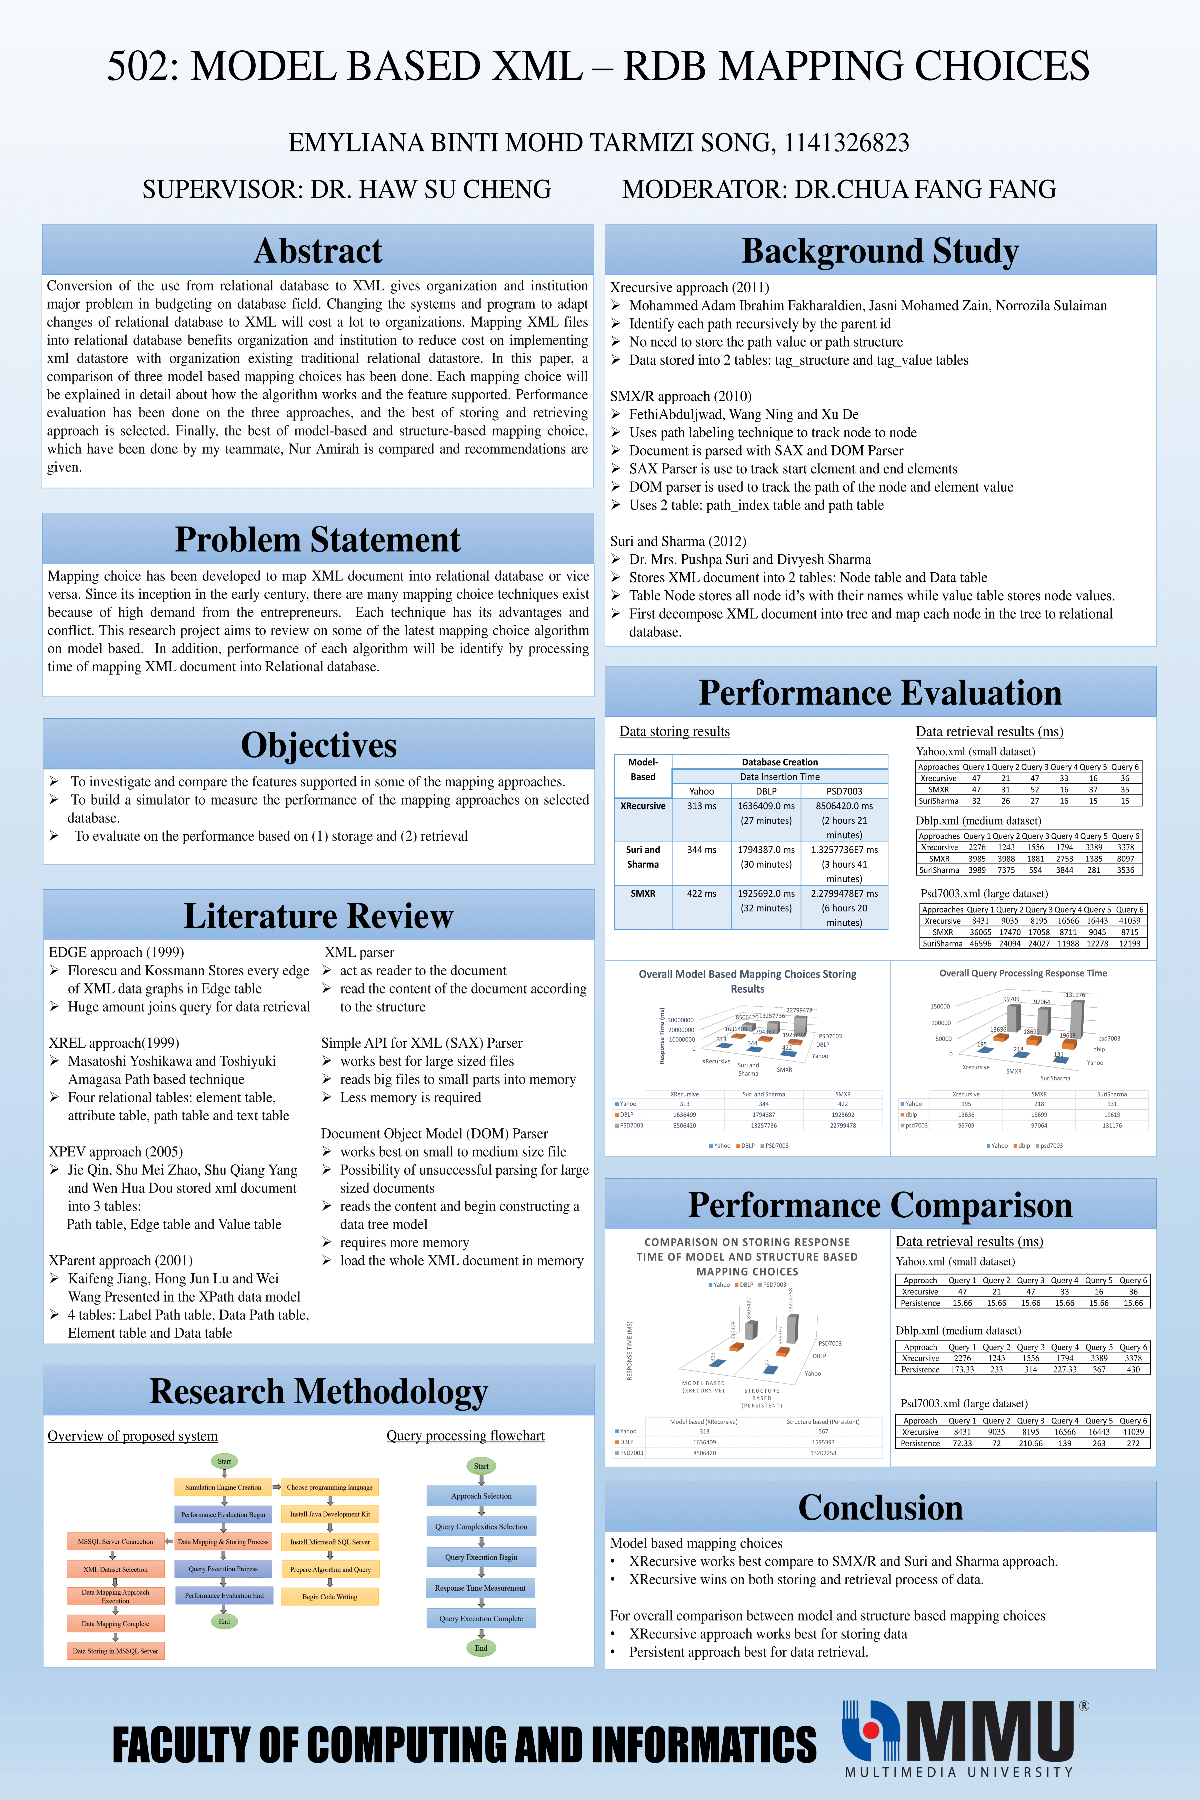 502: MODEL BASED XML – RDB MAPPING CHOICES
EMYLIANA BINTI MOHD TARMIZI SONG, 1141326823
SUPERVISOR: DR. HAW SU CHENG MODERATOR: DR.CHUA FANG FANG
Abstract
Conversion of the use from relational database to XML gives organization and institution
major problem in budgeting on database field. Changing the systems and program to adapt
changes of relational database to XML will cost a lot to organizations. Mapping XML files
into relational database benefits organization and institution to reduce cost on implementing
xml datastore with organization existing traditional relational datastore. In this paper, a
comparison of three model based mapping choices has been done. Each mapping choice will
be explained in detail about how the algorithm works and the feature supported. Performance
evaluation has been done on the three approaches, and the best of storing and retrieving
approach is selected. Finally, the best of model-based and structure-based mapping choice,
which have been done by my teammate, Nur Amirah is compared and recommendations are
given.
Problem Statement
Mapping choice has been developed to map XML document into relational database or vice
versa. Since its inception in the early century, there are many mapping choice techniques exist
because of high demand from the entrepreneurs. Each technique has its advantages and
conflict. This research project aims to review on some of the latest mapping choice algorithm
on model based. In addition, performance of each algorithm will be identify by processing
time of mapping XML document into Relational database.
Objectives
➢ To investigate and compare the features supported in some of the mapping approaches.
➢ To build a simulator to measure the performance of the mapping approaches on selected
database.
➢ To evaluate on the performance based on (1) storage and (2) retrieval
Literature Review
EDGE approach (1999)
➢ Florescu and Kossmann Stores every edge
of XML data graphs in Edge table
➢ Huge amount joins query for data retrieval
XREL approach(1999)
➢ Masatoshi Yoshikawa and Toshiyuki
Amagasa Path based technique
➢ Four relational tables: element table,
attribute table, path table and text table
XPEV approach (2005)
➢ Jie Qin, Shu Mei Zhao, Shu Qiang Yang
and Wen Hua Dou stored xml document
into 3 tables:
Path table, Edge table and Value table
XParent approach (2001)
➢ Kaifeng Jiang, Hong Jun Lu and Wei
Wang Presented in the XPath data model
➢ 4 tables: Label Path table, Data Path table,
Element table and Data table
XML parser
➢ act as reader to the document
➢ read the content of the document according
to the structure
Simple API for XML (SAX) Parser
➢ works best for large sized files
➢ reads big files to small parts into memory
➢ Less memory is required
Document Object Model (DOM) Parser
➢ works best on small to medium size file
➢ Possibility of unsuccessful parsing for large
sized documents
➢ reads the content and begin constructing a
data tree model
➢ requires more memory
➢ load the whole XML document in memory
Research Methodology
Overview of proposed system
Start
Simulation Engine Creation Choose programming language
Performance Evaluation Begin Install Java Development Kit
MSSQL Server Connection Data Mapping & Storing Process Install Microsoft SQL Server
XML Dataset Selection Query Execution Process Prepare Algorithm and Query
Data Mapping Approach
Execution
Performance Evaluation End Begin Code Writing
Data Mapping Complete End
Data Storing in MSSQL Server
Query processing flowchart
Start
Approach Selection
Query Complexities Selection
Query Execution Begin
Response Time Measurement
Query Execution Complete
End
Background Study
Xrecursive approach (2011)
➢ Mohammed Adam Ibrahim Fakharaldien, Jasni Mohamed Zain, Norrozila Sulaiman
➢ Identify each path recursively by the parent id
➢ No need to store the path value or path structure
➢ Data stored into 2 tables: tag_structure and tag_value tables
SMX/R approach (2010)
➢ FethiAbduljwad, Wang Ning and Xu De
➢ Uses path labeling technique to track node to node
➢ Document is parsed with SAX and DOM Parser
➢ SAX Parser is use to track start element and end elements
➢ DOM parser is used to track the path of the node and element value
➢ Uses 2 table: path_index table and path table
Suri and Sharma (2012)
➢ Dr. Mrs. Pushpa Suri and Divyesh Sharma
➢ Stores XML document into 2 tables: Node table and Data table
➢ Table Node stores all node id's with their names while value table stores node values.
➢ First decompose XML document into tree and map each node in the tree to relational
database.
Performance Evaluation
Data storing results
Model-Based Database Creation
Data Insertion Time
Yahoo DBLP PSD7003
XRecursive 313 ms 1636409.0 ms (27 minutes) 8506420.0 ms (2 hours 21 minutes)
Suri and Sharma 344 ms 1794387.0 ms (30 minutes) 1.3257736E7 ms (3 hours 41 minutes)
SMXR 422 ms 1925692.0 ms (32 minutes) 2.2799478E7 ms (6 hours 20 minutes)
Data retrieval results (ms)
Yahoo.xml (small dataset)
Approaches Query 1 Query 2 Query 3 Query 4 Query 5 Query 6
Xrecursive 47 21 47 33 16 36
SMXR 47 31 52 16 37 35
SuriSharma 32 26 27 16 15 15
Dblp.xml (medium dataset)
Approaches Query 1 Query 2 Query 3 Query 4 Query 5 Query 6
Xrecursive 2276 1243 1556 1794 3389 3378
SMXR 3985 3988 1881 2753 1385 8097
SuriSharma 3989 7375 594 3844 281 3536
Psd7003.xml (large dataset)
Approaches Query 1 Query 2 Query 3 Query 4 Query 5 Query 6
Xrecursive 8431 9035 8195 16566 16443 41039
SMXR 36065 17470 17058 8711 9045 8715
SuriSharma 46596 24094 24027 11988 12278 12193
Overall Model Based Mapping Choices Storing
Results
Response Time (ms)
30000000
20000000
10000000
0
XRecursive
Suri and
Sharma
SMXR
PSD7003
DBLP
Yahoo
XRecursive Suri and Sharma SMXR
Yahoo 313 344 422
DBLP 1636409 1794387 1925692
PSD7003 8506420 13257736 22799478
Yahoo DBLP PSD7003
Overall Query Processing Response Time
150000
100000
50000
0
Xrecursive
SMXR
Suri Sharma
psd7003
dblp
Yahoo
Xrecursive SMXR SuriSharma
Yahoo 195 218 131
dblp 13636 18699 19619
psd7003 99709 97064 131176
Yahoo dblp psd7003
Performance Comparison
COMPARISON ON STORING RESPONSE
TIME OF MODEL AND STRUCTURE BASED
MAPPING CHOICES
Yahoo DBLP PSD7003
RESPONSE TIME (MS)
MODEL BASED
(XRECURSIVE)
STRUCTURE
BASED
(PERSISTENT)
PSD7003
DBLP
Yahoo
Model based (XRecursive) Structure based (Persistent)
Yahoo 313 567
DBLP 1636409 1595397
PSD7003 8506420 13202258
Data retrieval results (ms)
Yahoo.xml (small dataset)
Approach Query 1 Query 2 Query 3 Query 4 Query 5 Query 6
Xrecursive 47 21 47 33 16 36
Persistence 15.66 15.66 15.66 15.66 15.66 15.66
Dblp.xml (medium dataset)
Approach Query 1 Query 2 Query 3 Query 4 Query 5 Query 6
Xrecursive 2276 1243 1556 1794 3389 3378
Persistence 173.33 233 314 227.33 367 430
Psd7003.xml (large dataset)
Approach Query 1 Query 2 Query 3 Query 4 Query 5 Query 6
Xrecursive 8431 9035 8195 16566 16443 41039
Persistence 72.33 72 210.66 139 263 272
Conclusion
Model based mapping choices
• XRecursive works best compare to SMX/R and Suri and Sharma approach.
• XRecursive wins on both storing and retrieval process of data.
For overall comparison between model and structure based mapping choices
• XRecursive approach works best for storing data
• Persistent approach best for data retrieval.
FACULTY OF COMPUTING AND INFORMATICS
MMU®
MULTIMEDIA UNIVERSITY